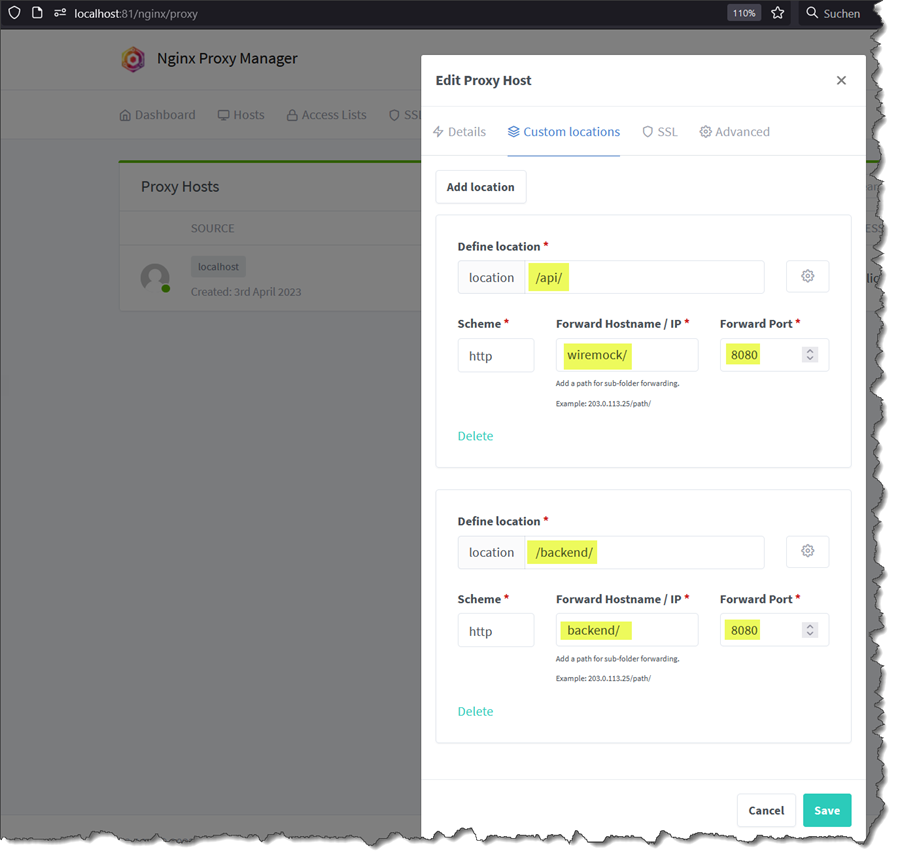 localhost:81/nginx/proxy 110% Suchen
Nginx Proxy Manager
Edit Proxy Host
Dashboard Hosts Access Lists SSL
Details Custom locations SSL Advanced
Proxy Hosts
Add location
SOURCE
Define location *
localhost
location /api/
Created: 3rd April 2023
Scheme * Forward Hostname / IP * Forward Port *
http wiremock/ 8080
Add a path for sub-folder forwarding.
Example: 203.0.113.25/path/
Delete
Define location *
location /backend/
Scheme * Forward Hostname / IP * Forward Port *
http backend/ 8080
Add a path for sub-folder forwarding.
Example: 203.0.113.25/path/
Delete
Cancel Save